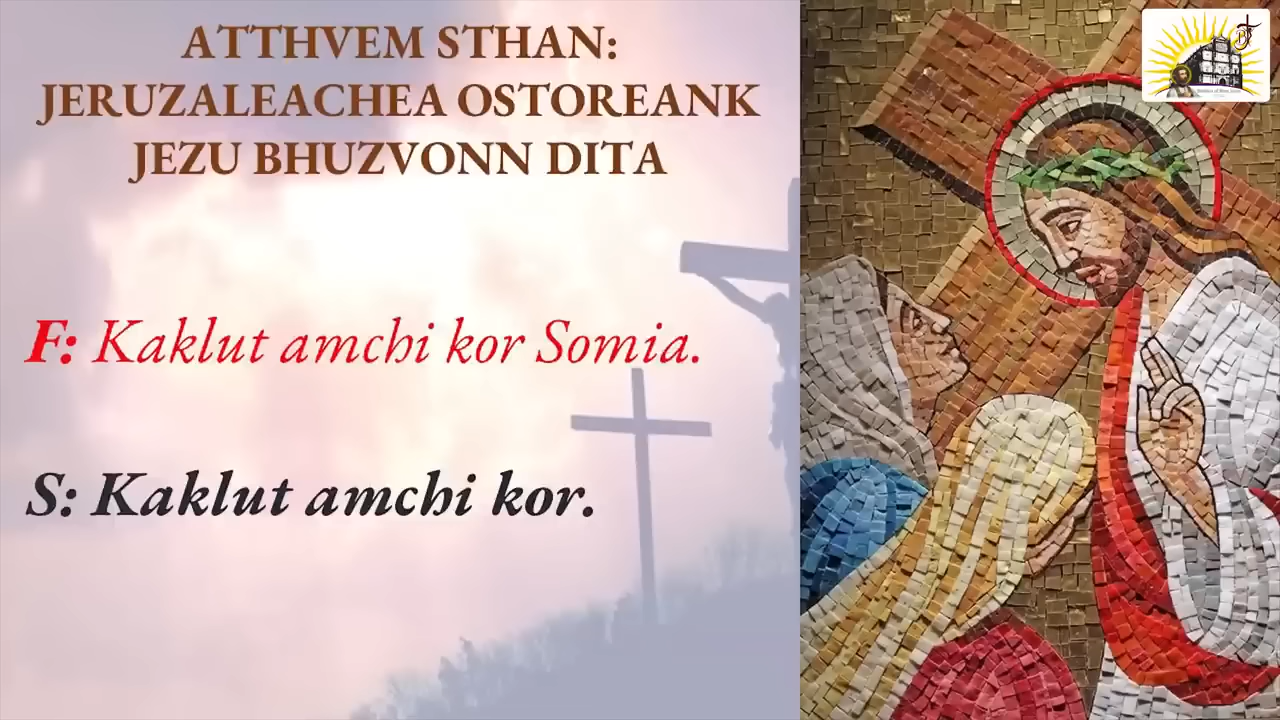 ATTHVEM STHAN:
JERUZALEACHEA OSTOREANK
JEZU BHUZVONN DITA
F: Kaklut amchi kor Somia.
S: Kaklut amchi kor.